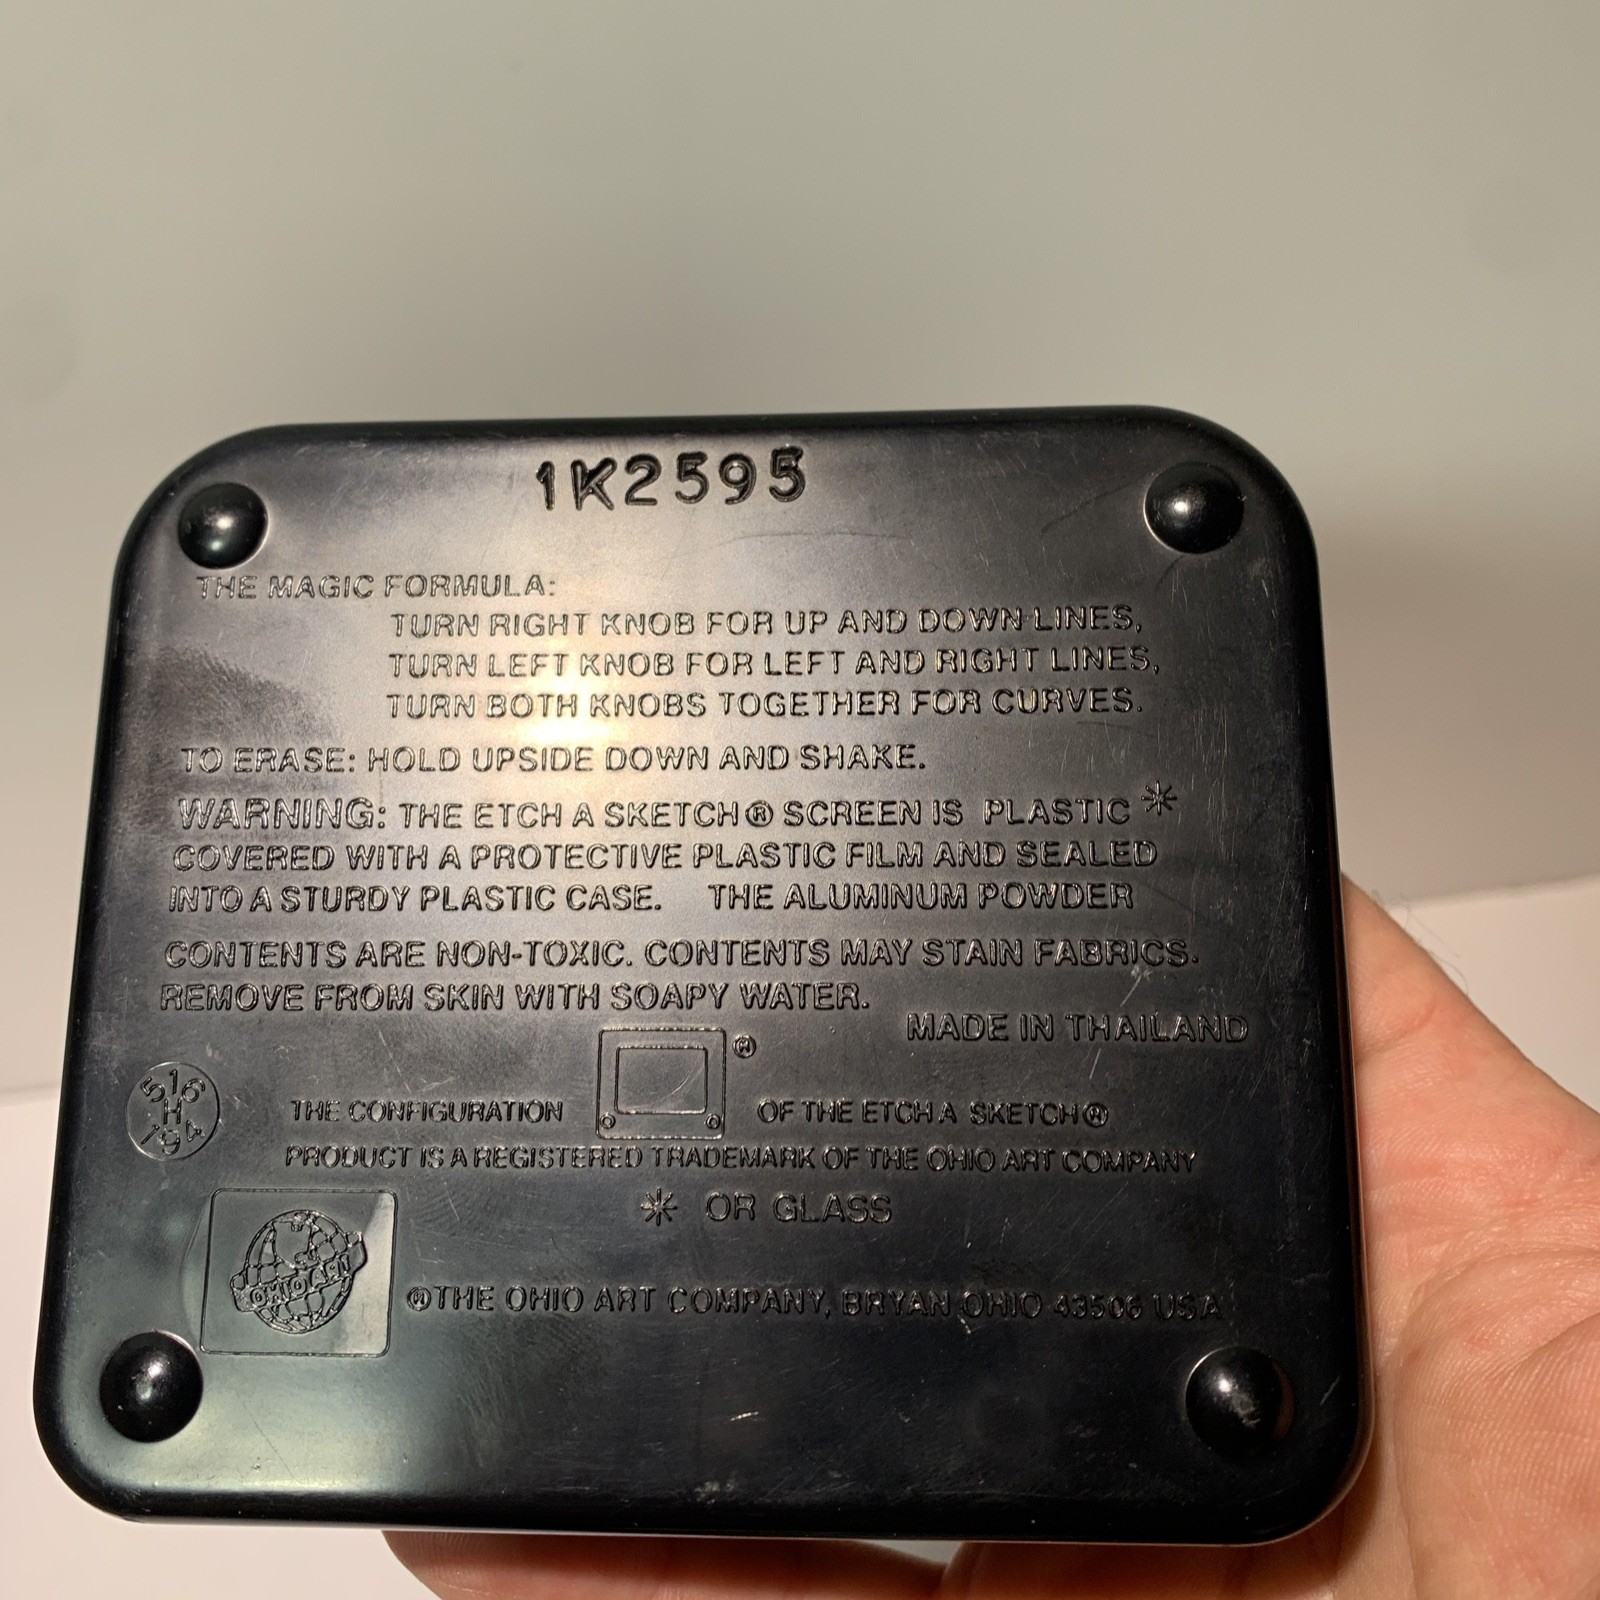 1K2595
THE MAGIC FORMULA:
TURN RIGHT KNOB FOR UP AND DOWN LINES,
TURN LEFT KNOB FOR LEFT AND RIGHT LINES,
TURN BOTH KNOBS TOGETHER FOR CURVES.
TO ERASE: HOLD UPSIDE DOWN AND SHAKE.
WARNING: THE ETCH A SKETCH® SCREEN IS PLASTIC *
COVERED WITH A PROTECTIVE PLASTIC FILM AND SEALED
INTO A STURDY PLASTIC CASE. THE ALUMINUM POWDER
CONTENTS ARE NON-TOXIC. CONTENTS MAY STAIN FABRICS.
REMOVE FROM SKIN WITH SOAPY WATER.
MADE IN THAILAND
®
516
H
194
THE CONFIGURATION OF THE ETCH A SKETCH®
PRODUCT IS A REGISTERED TRADEMARK OF THE OHIO ART COMPANY
* OR GLASS
OHIO ART
©THE OHIO ART COMPANY, BRYAN OHIO 43506 USA